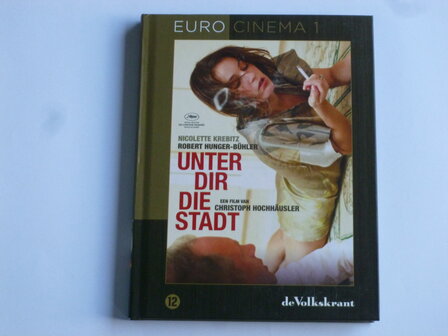 EURO CINEMA 1
NICOLETTE KREBITZ
ROBERT HUNGER-BÜHLER
UNTER
DIR
DIE
STADT
EEN FILM VAN
CHRISTOPH HOCHHÄUSLER
12
deVolkskrant